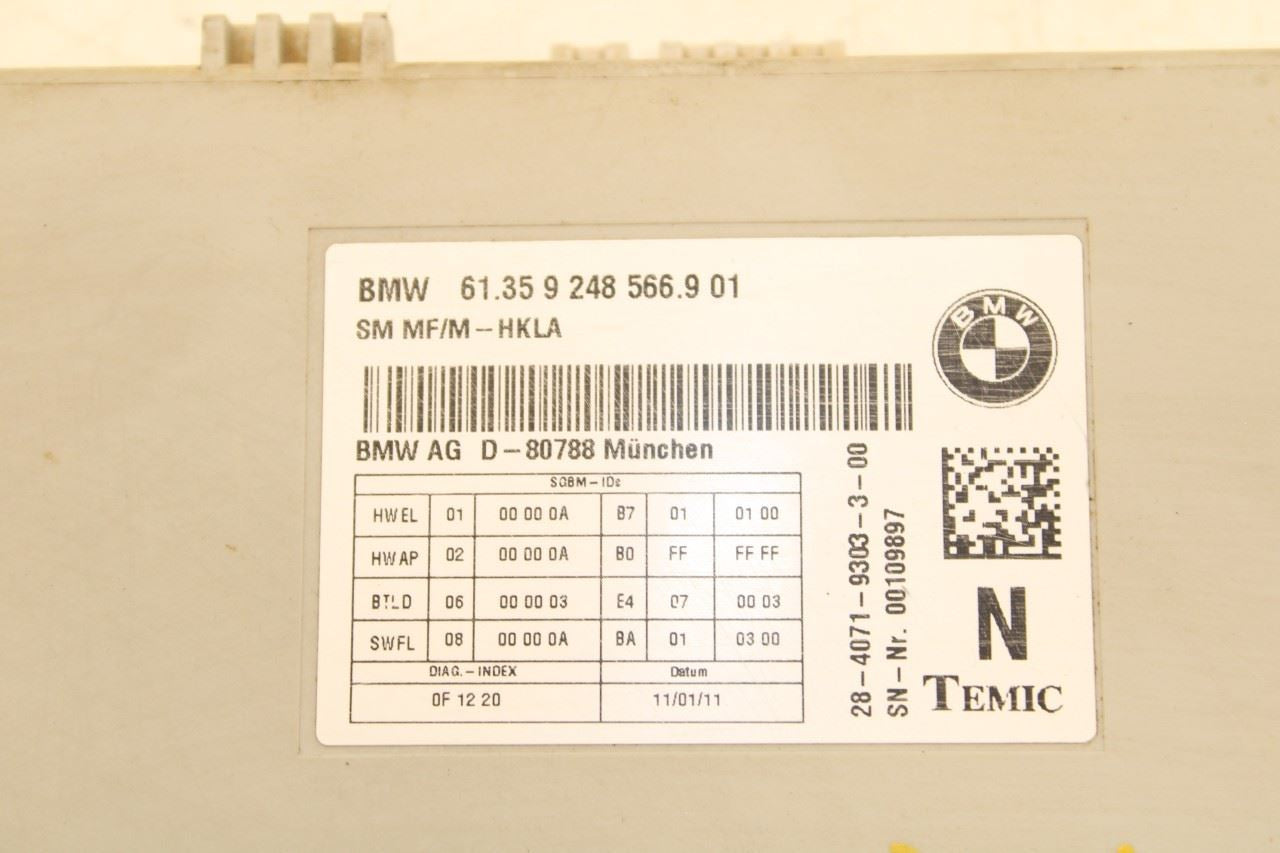 BMW 61.35 9 248 566.9 01
SM MF/M-HKLA
BMW
BMW AG D-80788 München
SGBM-IDs
HWEL 01 00 00 0A B7 01 01 00
HWAP 02 00 00 0A B0 FF FF FF
BTLD 06 00 00 03 E4 07 00 03
SWFL 08 00 00 0A BA 01 03 00
DIAG.-INDEX Datum
0F 12 20 11/01/11
28-4071-9303-3-00
SN-Nr. 00109897
N
TEMIC